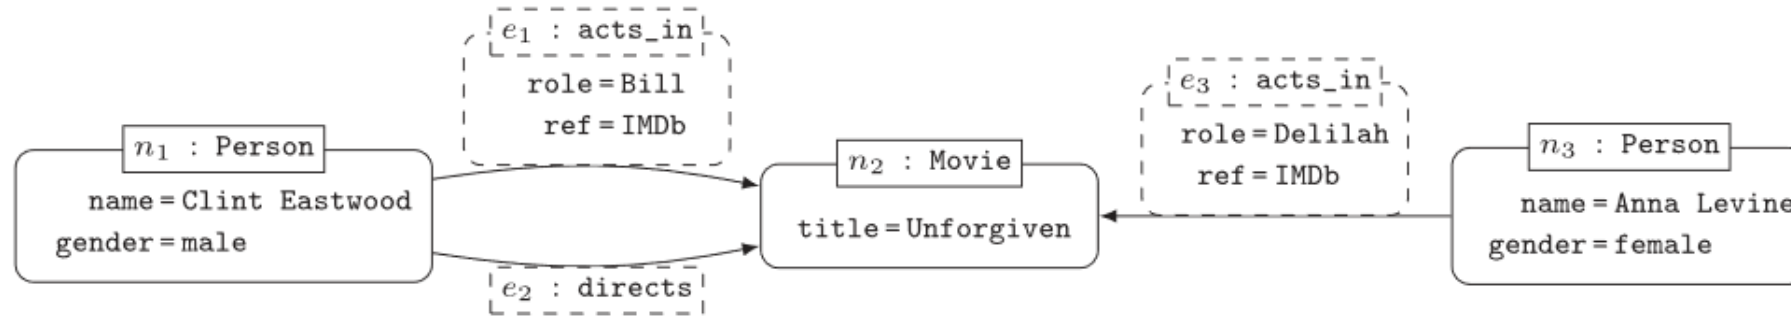 e1 : acts_in
role = Bill
ref = IMDb
n1 : Person
name = Clint Eastwood
gender = male
e2 : directs
n2 : Movie
title = Unforgiven
e3 : acts_in
role = Delilah
ref = IMDb
n3 : Person
name = Anna Levine
gender = female